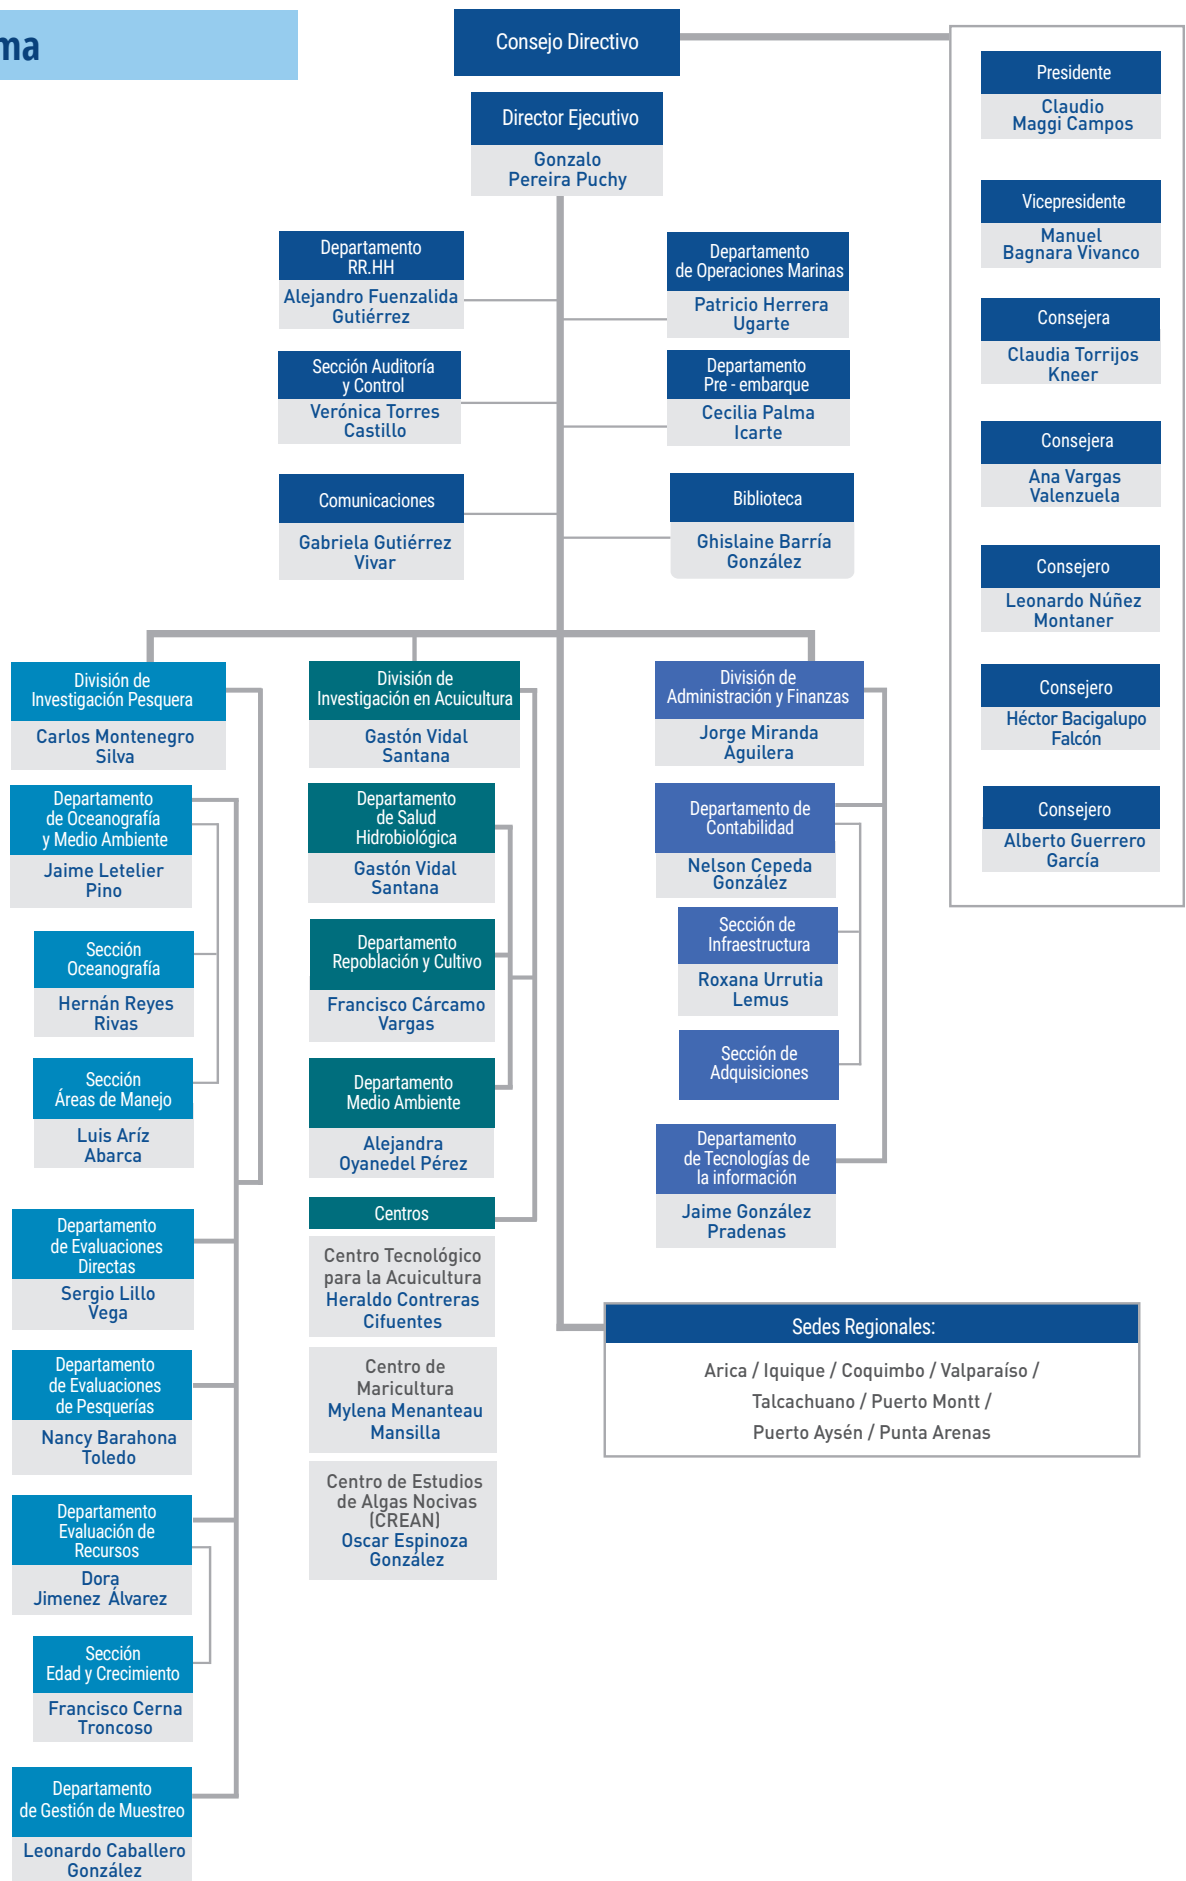 ma
Consejo Directivo
Director Ejecutivo
Gonzalo
Pereira Puchy
Presidente
Claudio
Maggi Campos
Vicepresidente
Manuel
Bagnara Vivanco
Consejera
Claudia Torrijos
Kneer
Consejera
Ana Vargas
Valenzuela
Consejero
Leonardo Núñez
Montaner
Consejero
Héctor Bacigalupo
Falcón
Consejero
Alberto Guerrero
García
Departamento
RR.HH
Alejandro Fuenzalida
Gutiérrez
Departamento
de Operaciones Marinas
Patricio Herrera
Ugarte
Sección Auditoría
y Control
Verónica Torres
Castillo
Departamento
Pre - embarque
Cecilia Palma
Icarte
Comunicaciones
Gabriela Gutiérrez
Vivar
Biblioteca
Ghislaine Barría
González
División de
Investigación Pesquera
Carlos Montenegro
Silva
Departamento
de Oceanografía
y Medio Ambiente
Jaime Letelier
Pino
Sección
Oceanografía
Hernán Reyes
Rivas
Sección
Áreas de Manejo
Luis Aríz
Abarca
Departamento
de Evaluaciones
Directas
Sergio Lillo
Vega
Departamento
de Evaluaciones
de Pesquerías
Nancy Barahona
Toledo
Departamento
Evaluación de
Recursos
Dora
Jimenez Álvarez
Sección
Edad y Crecimiento
Francisco Cerna
Troncoso
Departamento
de Gestión de Muestreo
Leonardo Caballero
González
División de
Investigación en Acuicultura
Gastón Vidal
Santana
Departamento
de Salud
Hidrobiológica
Gastón Vidal
Santana
Departamento
Repoblación y Cultivo
Francisco Cárcamo
Vargas
Departamento
Medio Ambiente
Alejandra
Oyanedel Pérez
Centros
Centro Tecnológico
para la Acuicultura
Heraldo Contreras
Cifuentes
Centro de
Maricultura
Mylena Menanteau
Mansilla
Centro de Estudios
de Algas Nocivas
(CREAN)
Oscar Espinoza
González
División de
Administración y Finanzas
Jorge Miranda
Aguilera
Departamento de
Contabilidad
Nelson Cepeda
González
Sección de
Infraestructura
Roxana Urrutia
Lemus
Sección de
Adquisiciones
Departamento
de Tecnologías de
la información
Jaime González
Pradenas
Sedes Regionales:
Arica / Iquique / Coquimbo / Valparaíso /
Talcachuano / Puerto Montt /
Puerto Aysén / Punta Arenas